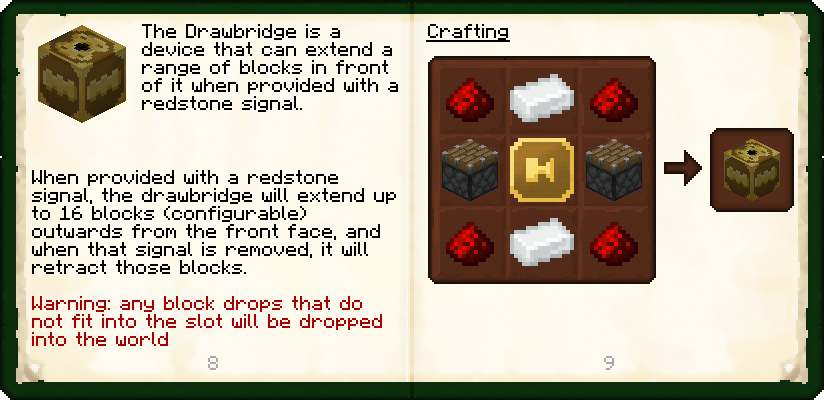 The Drawbridge is a
device that can extend a
range of blocks in front
of it when provided with a
redstone signal.
When provided with a redstone
signal, the drawbridge will extend up
to 16 blocks (configurable)
outwards from the front face, and
when that signal is removed, it will
retract those blocks.
Warning: any block drops that do
not fit into the slot will be dropped
into the world
8
Crafting
9